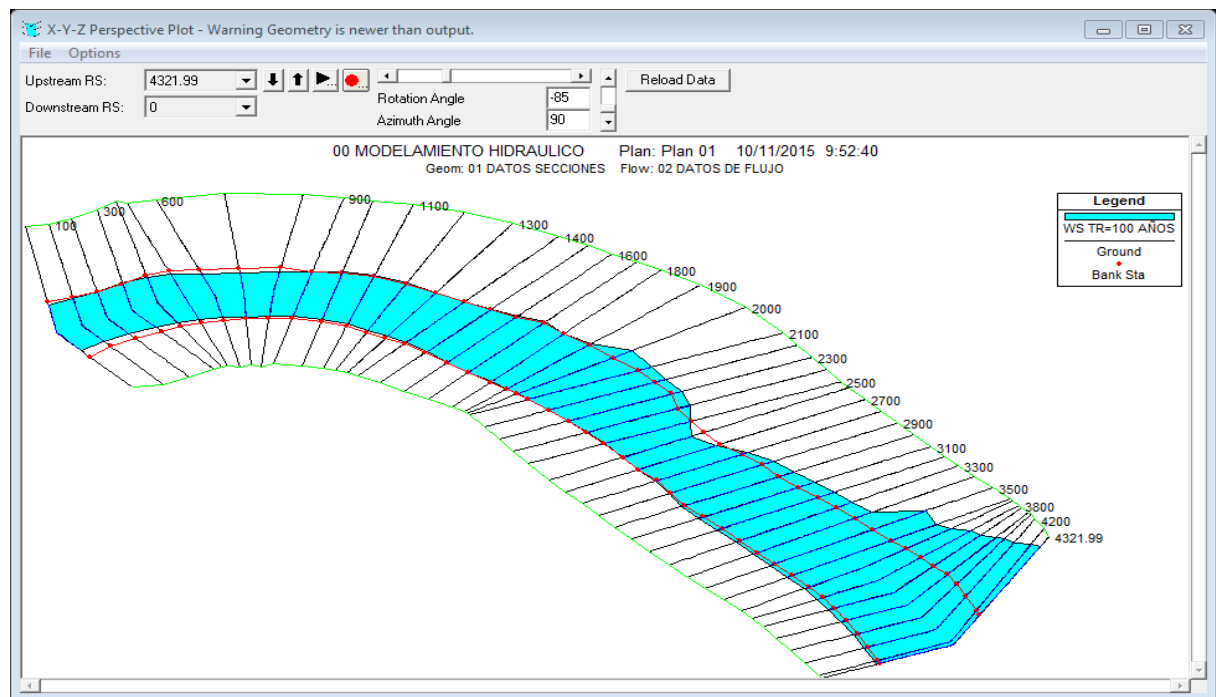 X-Y-Z Perspective Plot - Warning Geometry is newer than output.
File Options
Upstream RS: 4321.99
Downstream RS: 0
Rotation Angle -85
Azimuth Angle 90
Reload Data
00 MODELAMIENTO HIDRAULICO Plan: Plan 01 10/11/2015 9:52:40
Geom: 01 DATOS SECCIONES Flow: 02 DATOS DE FLUJO
Legend
WS TR=100 AÑOS
Ground
Bank Sta
100
300
600
900
1100
1300
1400
1600
1800
1900
2000
2100
2300
2500
2700
2900
3100
3300
3500
3800
4200
4321.99